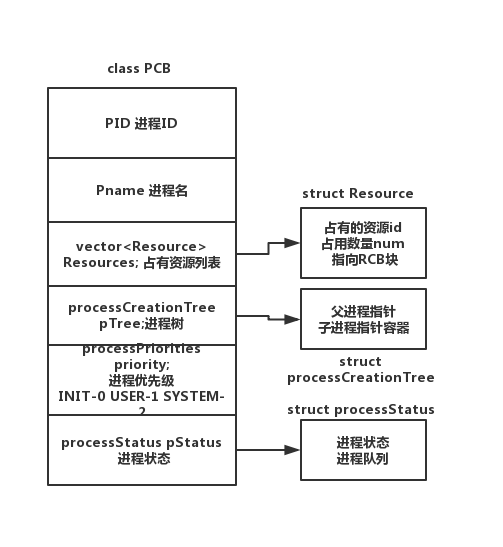 class PCB
PID 进程ID
Pname 进程名
vector<Resource>
Resources; 占有资源列表
processCreationTree
pTree;进程树
processPriorities
priority;
进程优先级
INIT-0 USER-1 SYSTEM-
2
processStatus pStatus
进程状态
struct Resource
占有的资源id
占用数量num
指向RCB块
父进程指针
子进程指针容器
struct
processCreationTree
struct processStatus
进程状态
进程队列